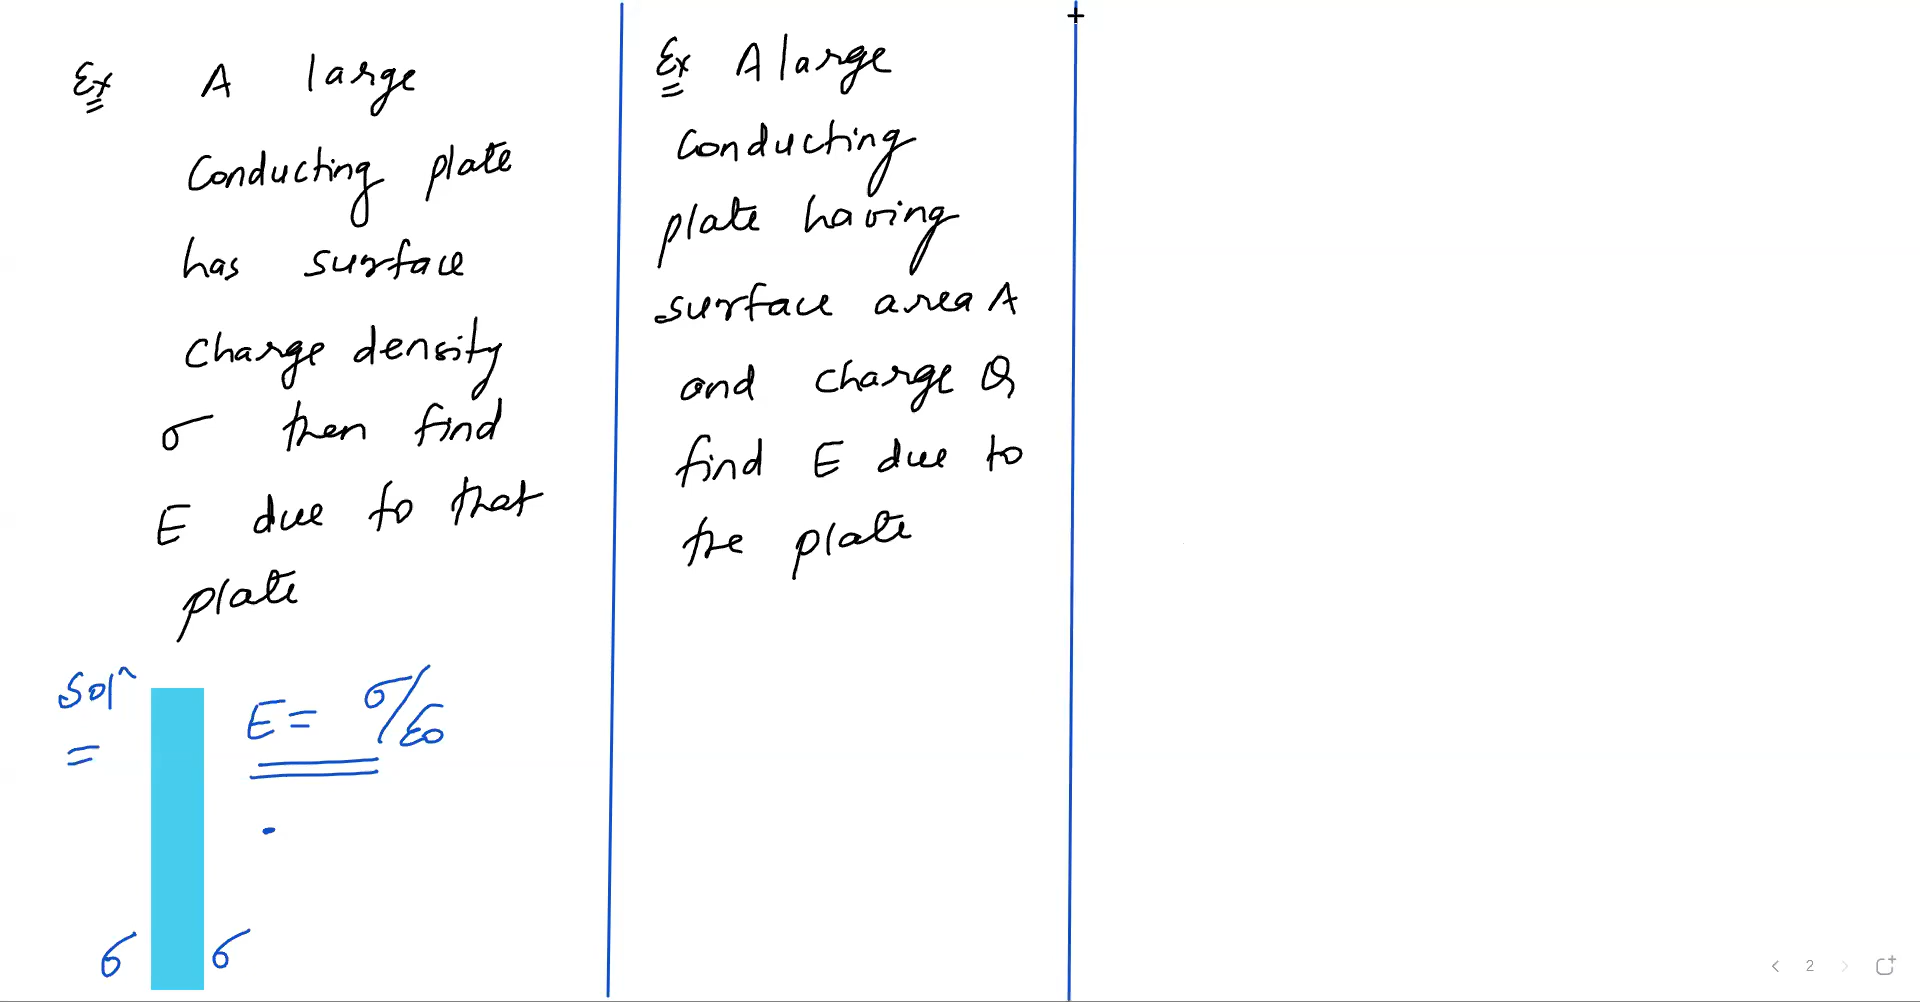 Ex A large
Conducting plate
has surface
charge density
σ then find
E due to that
plate
Solⁿ
E = σ/ε₀
σ σ
Ex A large
Conducting
plate having
surface area A
and charge Q
find E due to
the plate
2